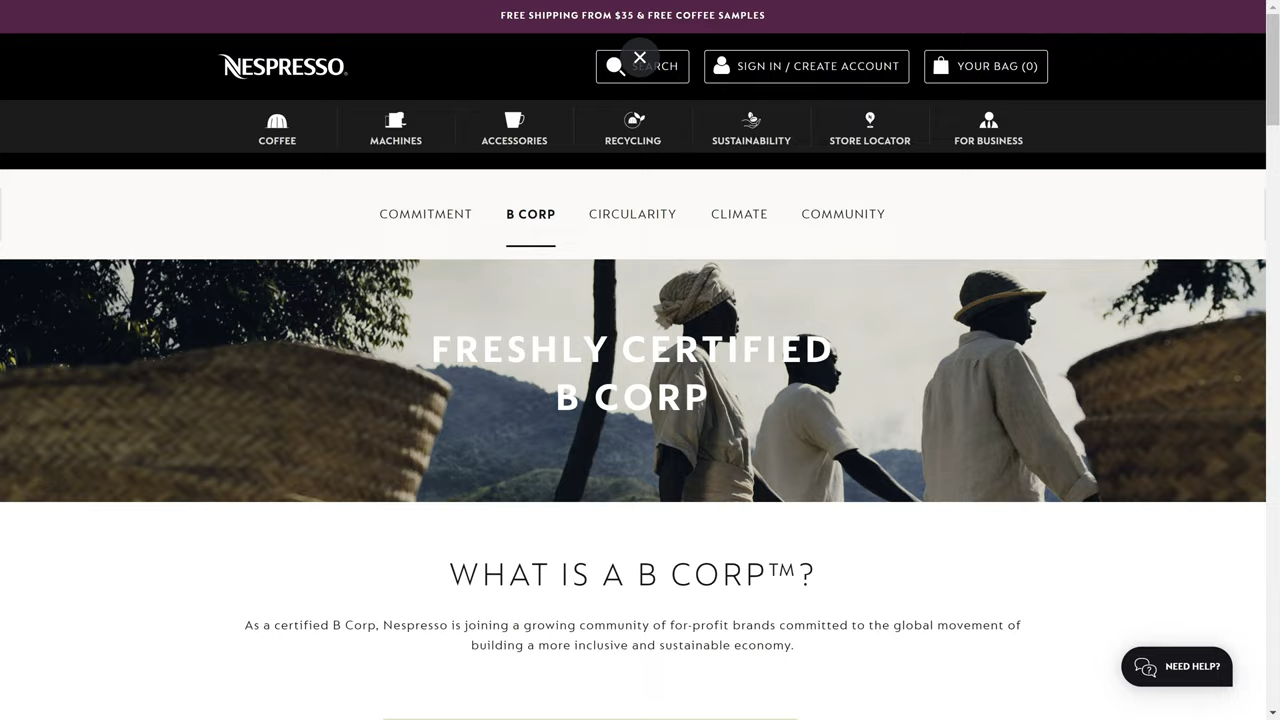 FREE SHIPPING FROM $35 & FREE COFFEE SAMPLES
NESPRESSO
SEARCH
SIGN IN / CREATE ACCOUNT
YOUR BAG (0)
COFFEE
MACHINES
ACCESSORIES
RECYCLING
SUSTAINABILITY
STORE LOCATOR
FOR BUSINESS
COMMITMENT
B CORP
CIRCULARITY
CLIMATE
COMMUNITY
FRESHLY CERTIFIED
B CORP
WHAT IS A B CORP™?
As a certified B Corp, Nespresso is joining a growing community of for-profit brands committed to the global movement of
building a more inclusive and sustainable economy.
NEED HELP?